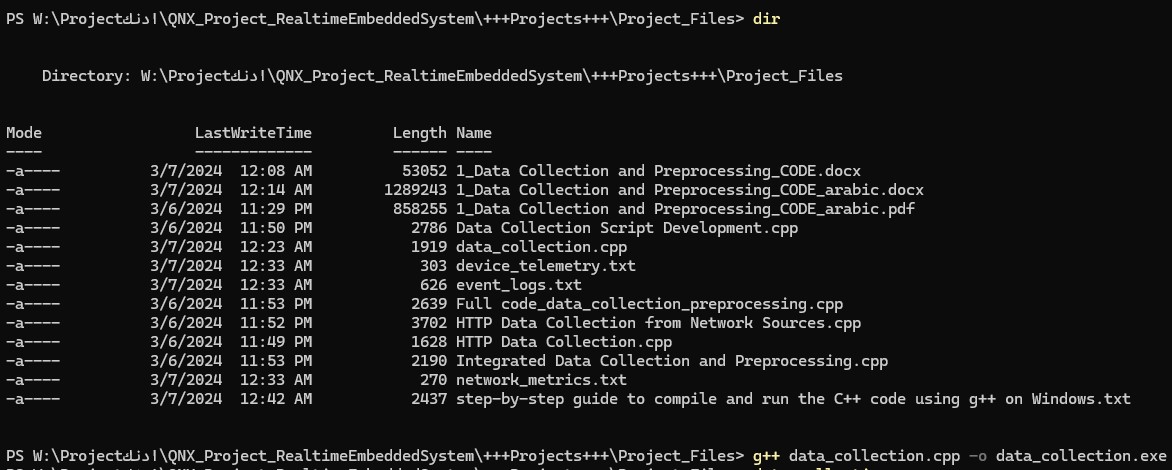 PS W:\Projectادنك\QNX_Project_RealtimeEmbeddedSystem\+++Projects+++\Project_Files> dir
Directory: W:\Projectادنك\QNX_Project_RealtimeEmbeddedSystem\+++Projects+++\Project_Files
Mode LastWriteTime Length Name
---- ------------- ------ ----
-a---- 3/7/2024 12:08 AM 53052 1_Data Collection and Preprocessing_CODE.docx
-a---- 3/7/2024 12:14 AM 1289243 1_Data Collection and Preprocessing_CODE_arabic.docx
-a---- 3/6/2024 11:29 PM 858255 1_Data Collection and Preprocessing_CODE_arabic.pdf
-a---- 3/6/2024 11:50 PM 2786 Data Collection Script Development.cpp
-a---- 3/7/2024 12:23 AM 1919 data_collection.cpp
-a---- 3/7/2024 12:33 AM 303 device_telemetry.txt
-a---- 3/7/2024 12:33 AM 626 event_logs.txt
-a---- 3/6/2024 11:53 PM 2639 Full code_data_collection_preprocessing.cpp
-a---- 3/6/2024 11:52 PM 3702 HTTP Data Collection from Network Sources.cpp
-a---- 3/6/2024 11:49 PM 1628 HTTP Data Collection.cpp
-a---- 3/6/2024 11:53 PM 2190 Integrated Data Collection and Preprocessing.cpp
-a---- 3/7/2024 12:33 AM 270 network_metrics.txt
-a---- 3/7/2024 12:42 AM 2437 step-by-step guide to compile and run the C++ code using g++ on Windows.txt
PS W:\Projectادنك\QNX_Project_RealtimeEmbeddedSystem\+++Projects+++\Project_Files> g++ data_collection.cpp -o data_collection.exe